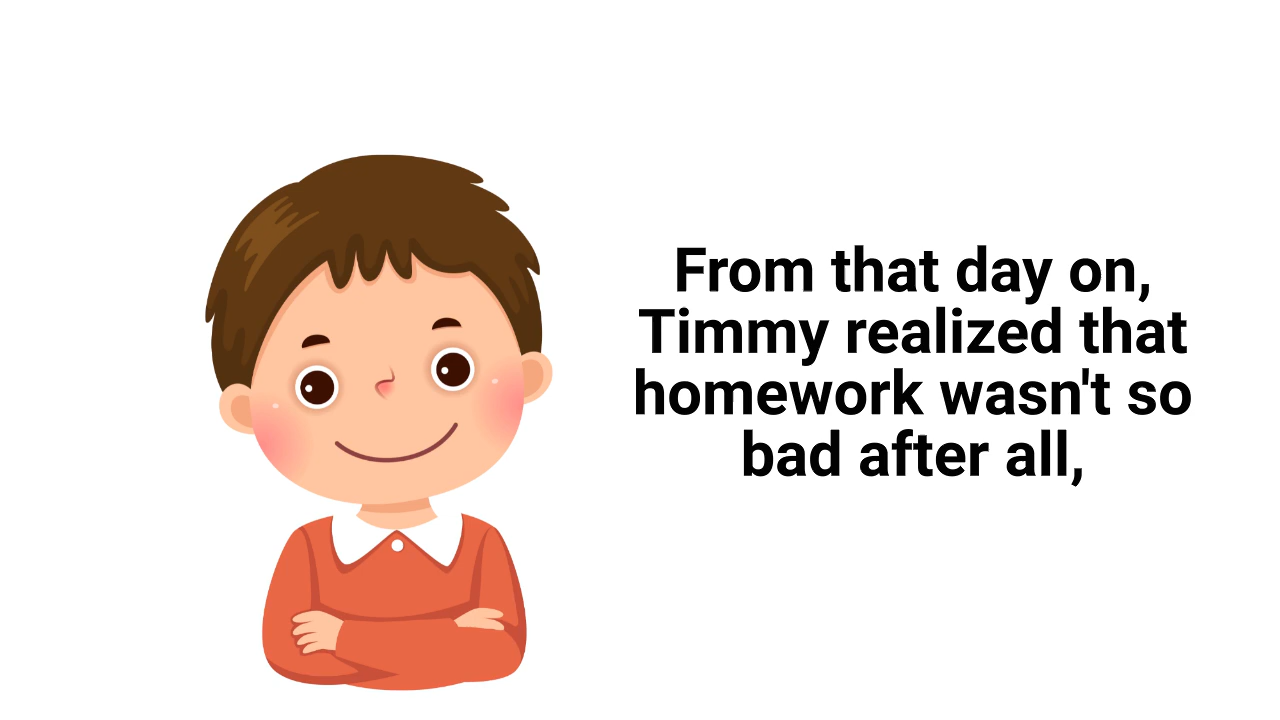 From that day on,
Timmy realized that
homework wasn't so
bad after all,